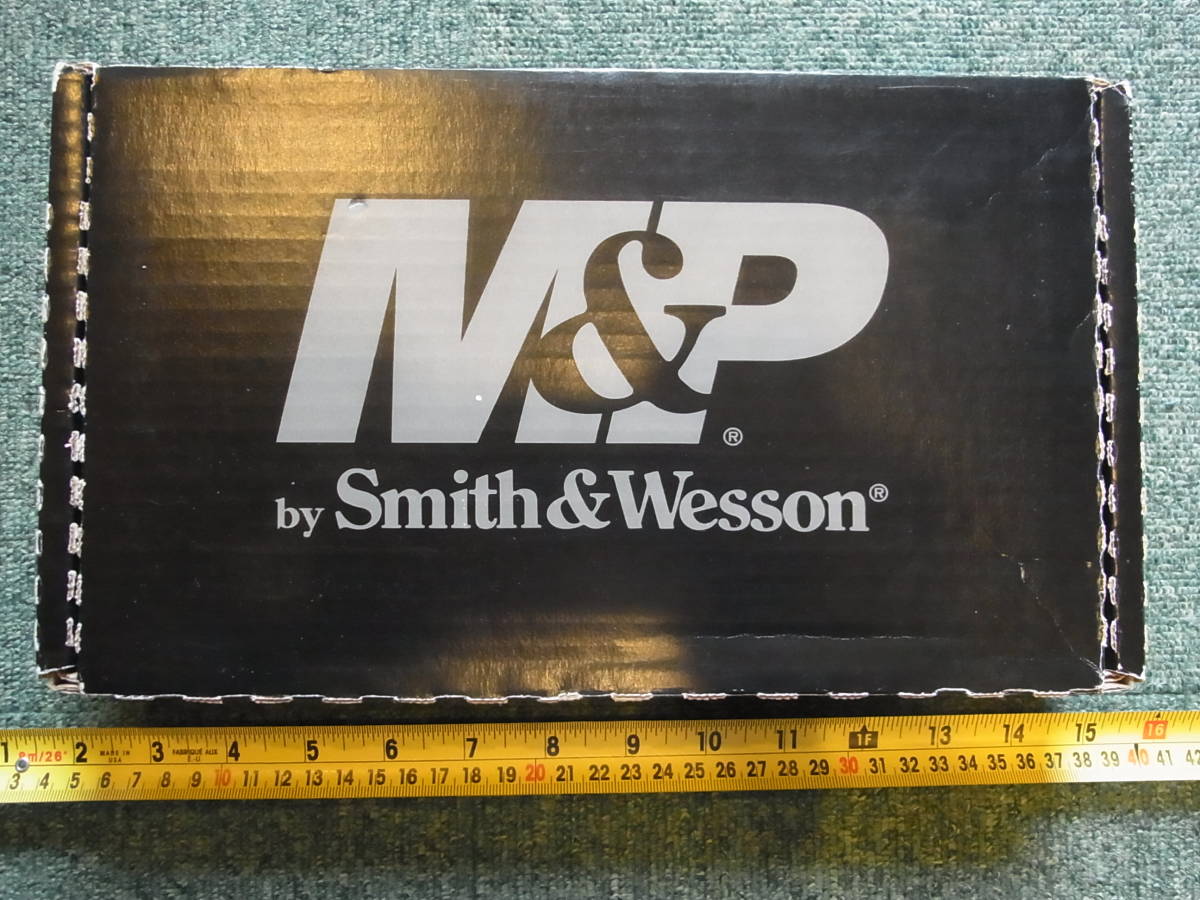 M&P®
by Smith&Wesson®
1 8m/26' 2 MADE IN USA 3 FABRIQUÉ AUX É.-U 4 5 6 7 8 9 10 11 1F 13 14 15 16
3 4 5 6 7 8 9 10 11 12 13 14 15 16 17 18 19 20 21 22 23 24 25 26 27 28 29 30 31 32 33 34 35 36 37 38 39 40 41 42